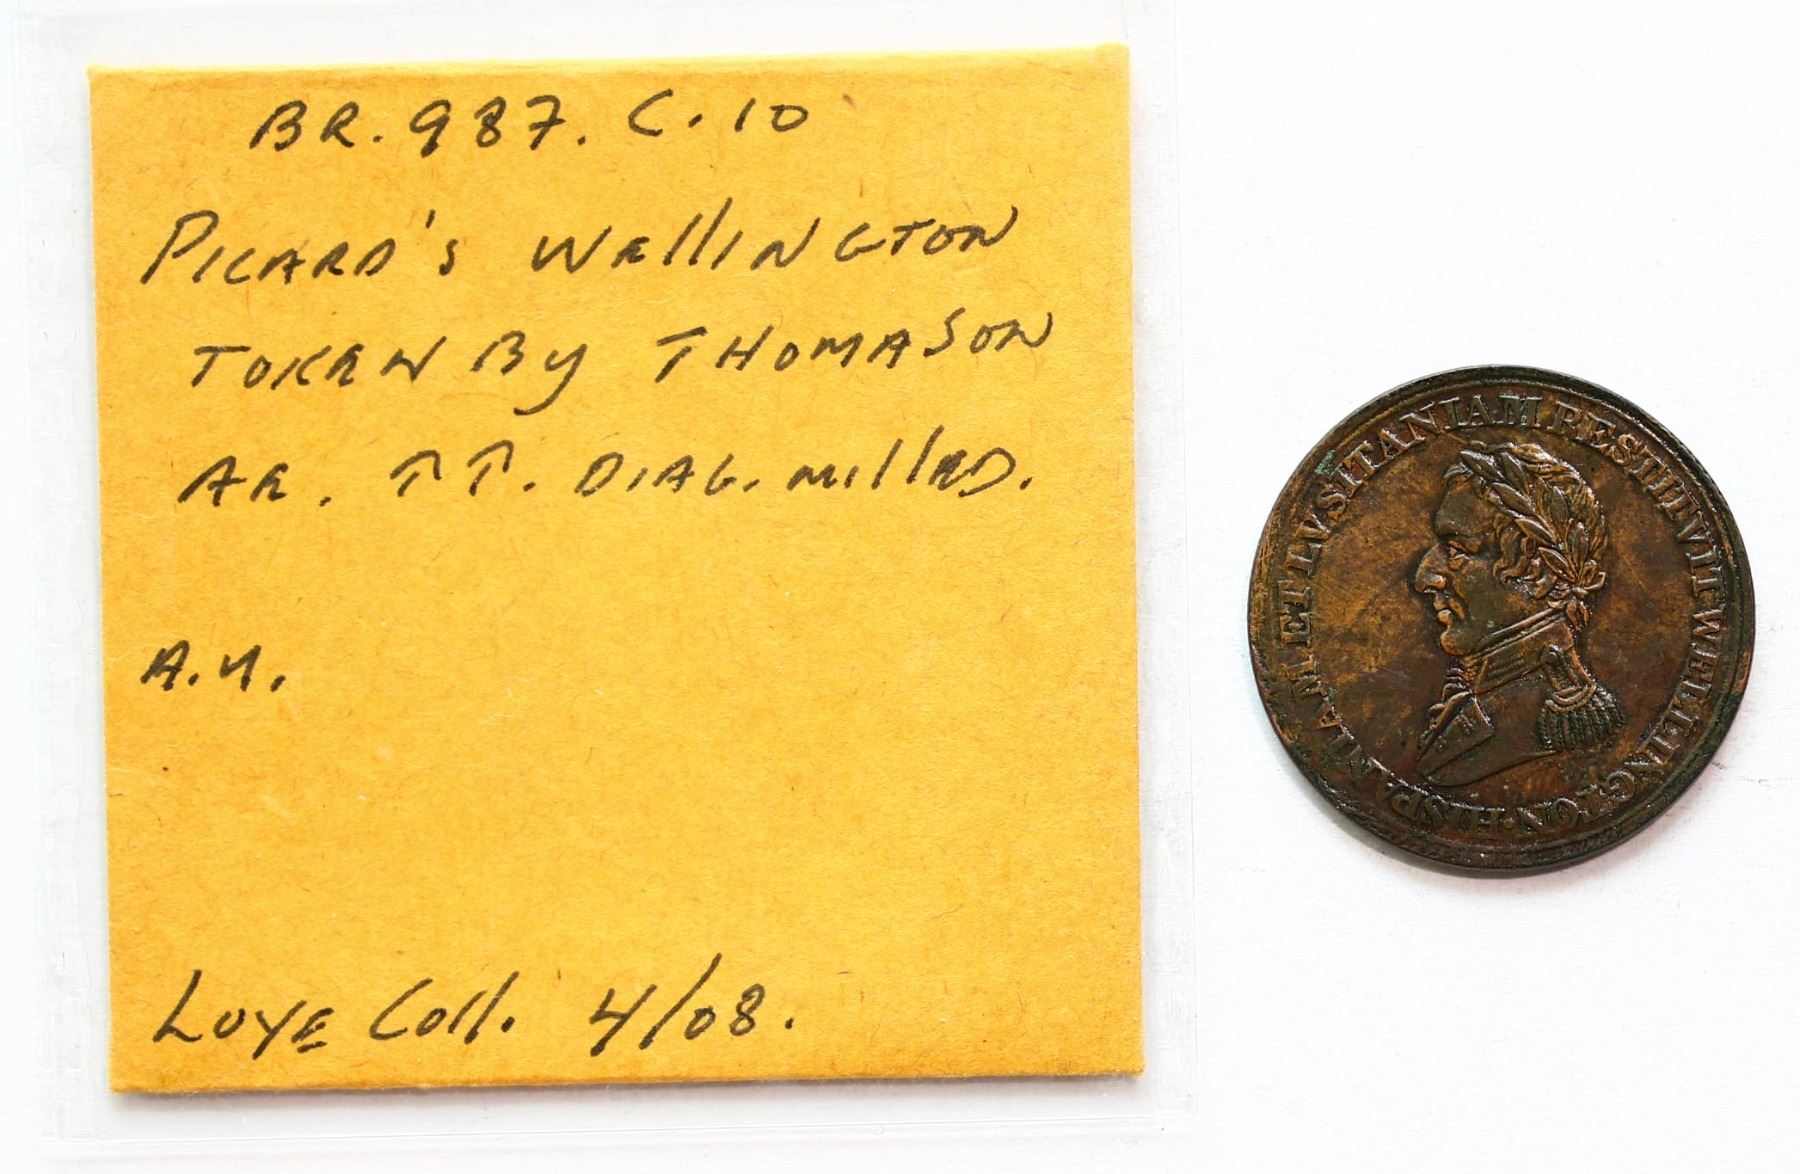 BR. 987. C. 10
PICARD'S WELLINGTON
TOKEN BY THOMASON
AE. ↑↑. DIAG. MILLED.
A.U.
LUYE Coll. 4/08.
HISPANIAM ET LVSITANIAM RESTITVIT WELLINGTON·